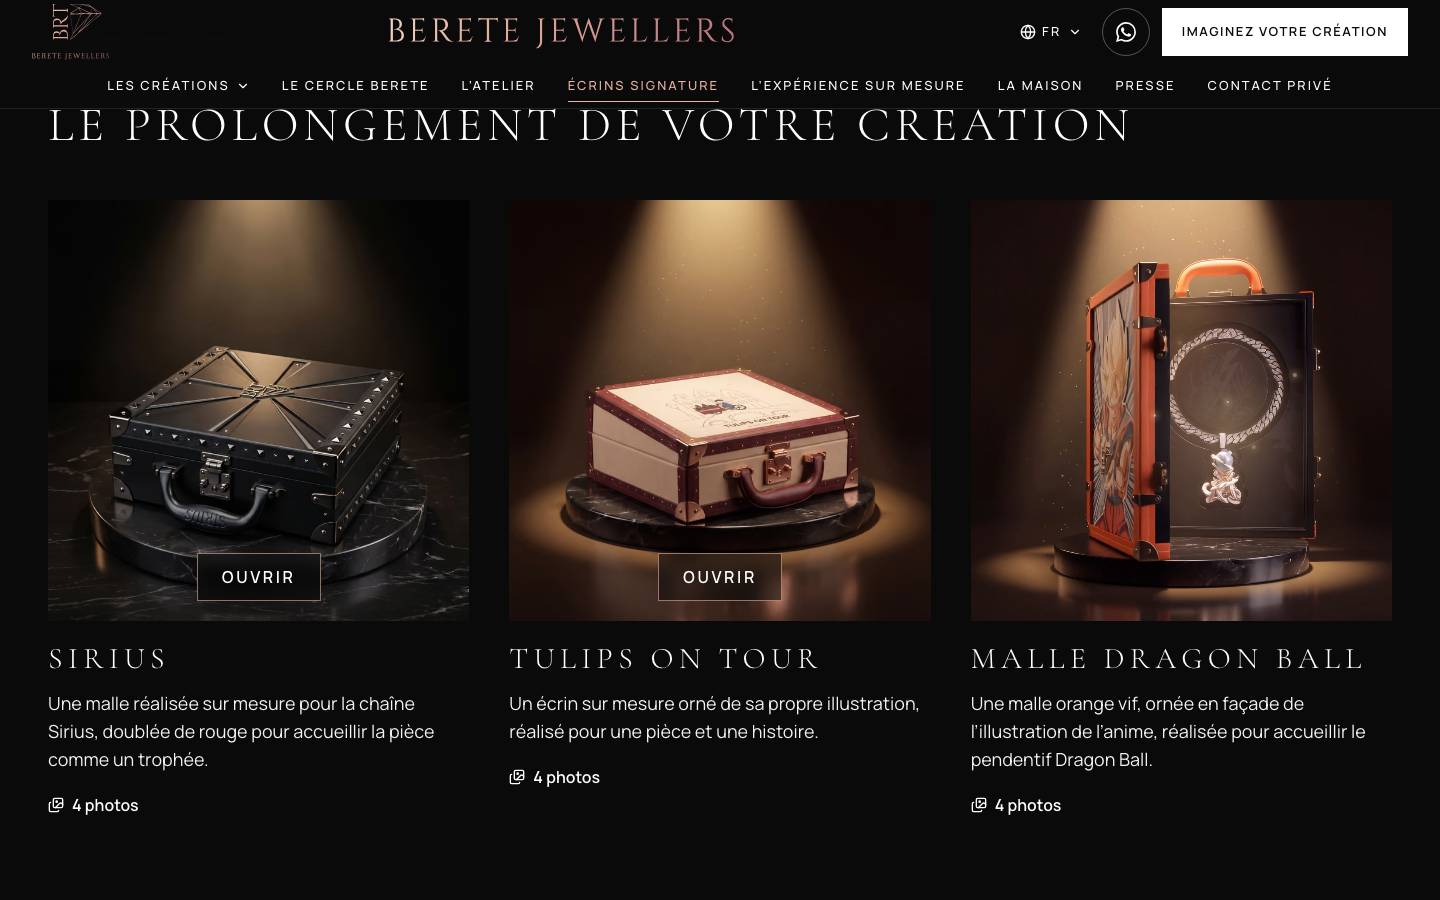 BRT
BERETE JEWELLERS
BERETE JEWELLERS
FR
IMAGINEZ VOTRE CRÉATION
LES CRÉATIONS
LE CERCLE BERETE
L'ATELIER
ÉCRINS SIGNATURE
L'EXPÉRIENCE SUR MESURE
LA MAISON
PRESSE
CONTACT PRIVÉ
LE PROLONGEMENT DE VOTRE CRÉATION
SIRIUS
TULIPS ON TOUR
OUVRIR
OUVRIR
SIRIUS
TULIPS ON TOUR
MALLE DRAGON BALL
Une malle réalisée sur mesure pour la chaîne
Sirius, doublée de rouge pour accueillir la pièce
comme un trophée.
4 photos
Un écrin sur mesure orné de sa propre illustration,
réalisé pour une pièce et une histoire.
4 photos
Une malle orange vif, ornée en façade de
l'illustration de l'anime, réalisée pour accueillir le
pendentif Dragon Ball.
4 photos